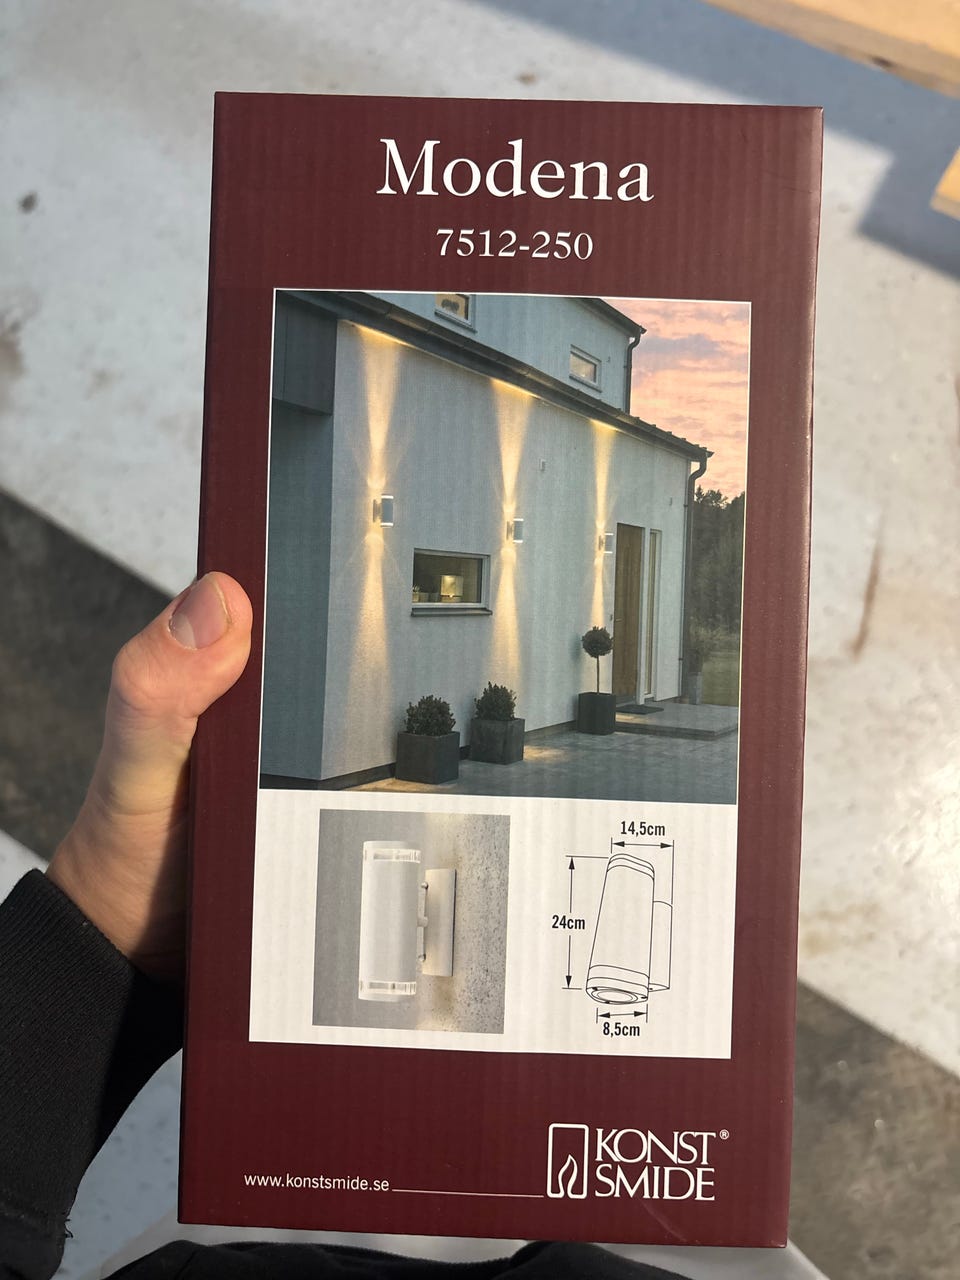 Modena
7512-250
14,5cm
24cm
8,5cm
www.konstsmide.se
KONST®
SMIDE